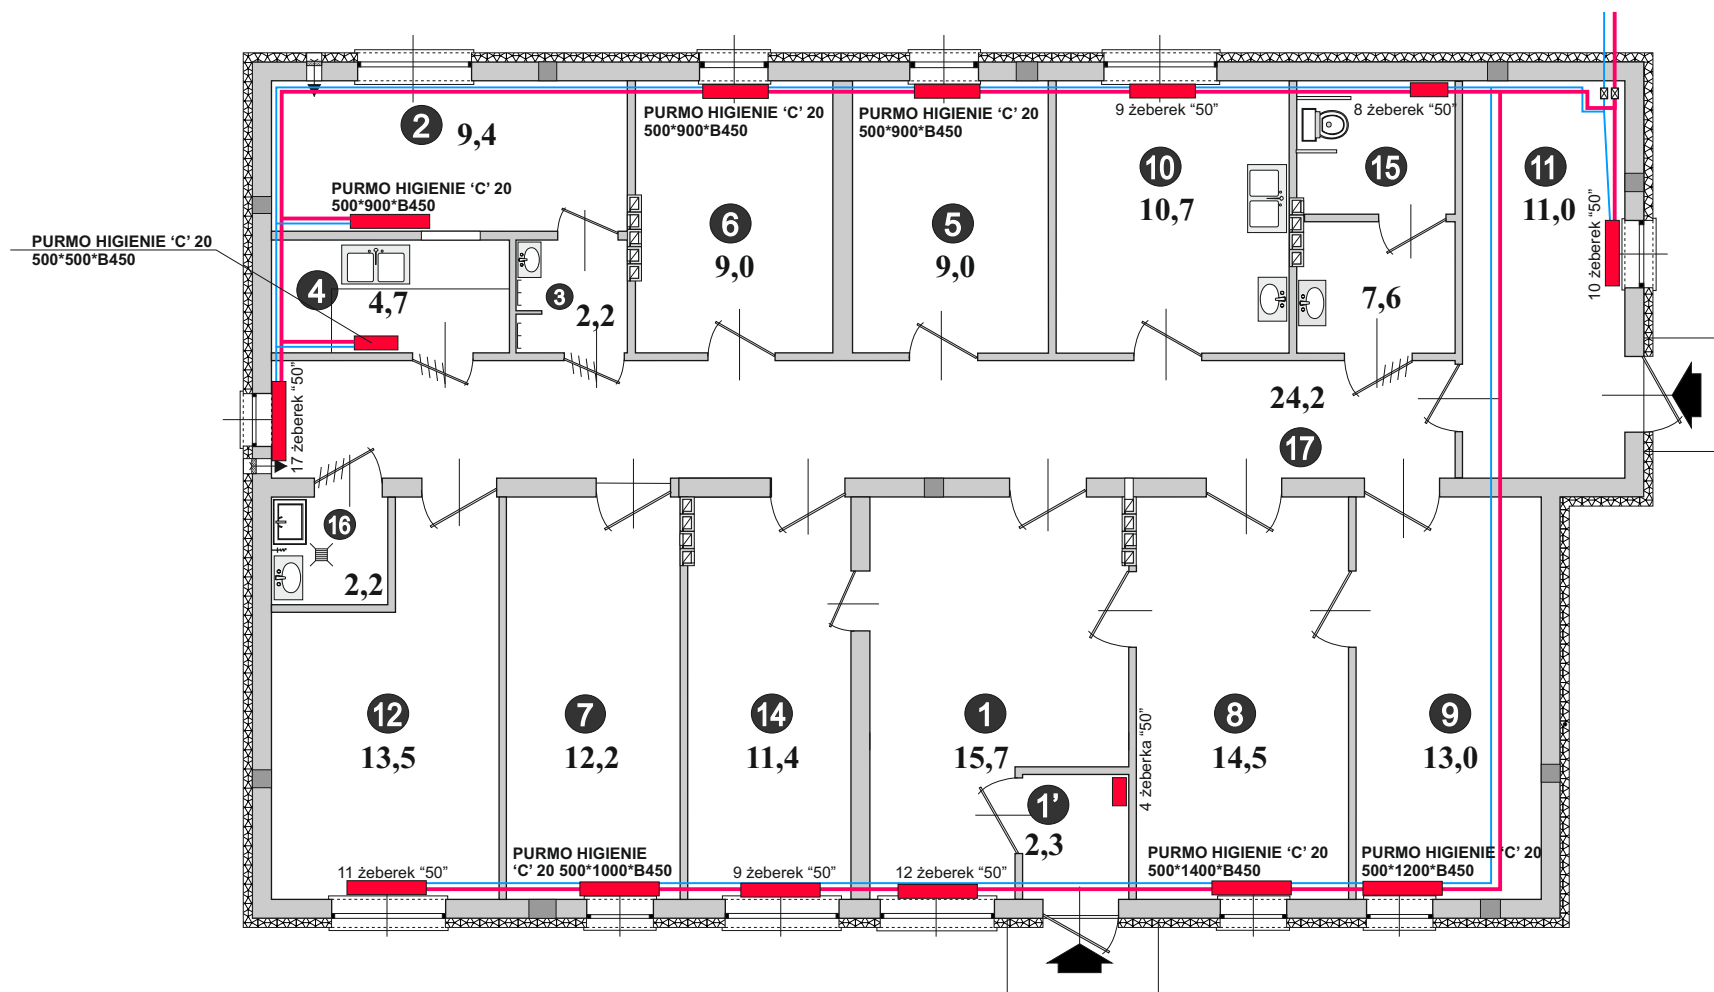 2
9,4
PURMO HIGIENIE ‘C’ 20
500*900*B450
PURMO HIGIENIE ‘C’ 20
500*900*B450
6
9,0
PURMO HIGIENIE ‘C’ 20
500*900*B450
5
9,0
9 żeberek “50”
10
10,7
8 żeberek “50”
15
7,6
11
11,0
10 żeberek “50”
PURMO HIGIENIE ‘C’ 20
500*500*B450
4
4,7
3
2,2
17 żeberek “50”
24,2
17
16
2,2
12
13,5
11 żeberek “50”
7
12,2
PURMO HIGIENIE
‘C’ 20 500*1000*B450
14
11,4
9 żeberek “50”
1
15,7
12 żeberek “50”
1’
2,3
4 żeberka “50”
8
14,5
PURMO HIGIENIE ‘C’ 20
500*1400*B450
9
13,0
PURMO HIGIENIE ‘C’ 20
500*1200*B450